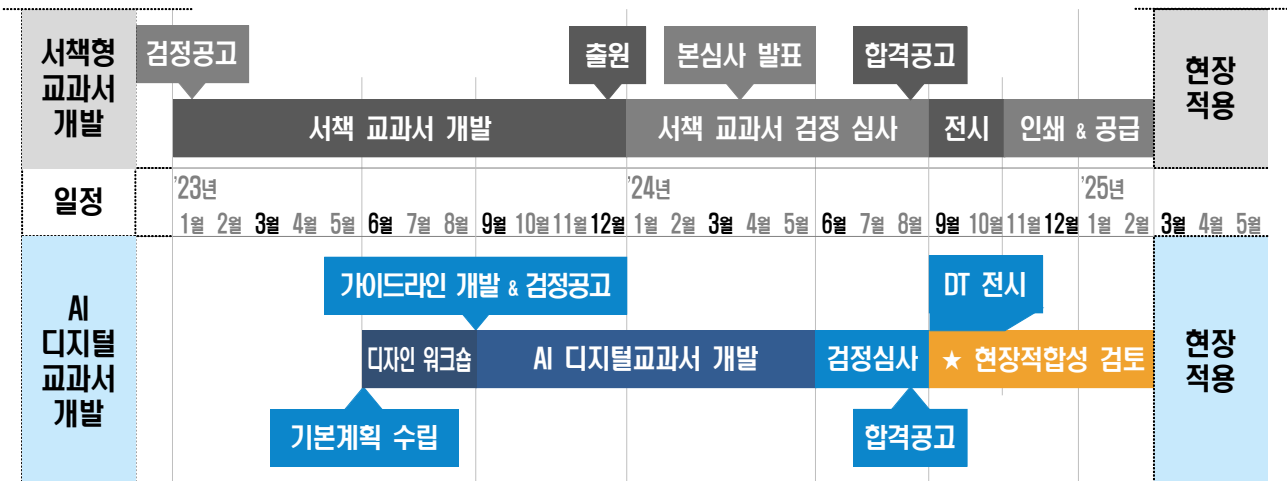 서책형
교과서
개발
검정공고
출원
본심사 발표
합격공고
서책 교과서 개발
서책 교과서 검정 심사
전시
인쇄 & 공급
현장
적용
일정
'23년
'24년
'25년
1월 2월 3월 4월 5월 6월 7월 8월 9월 10월 11월 12월 1월 2월 3월 4월 5월 6월 7월 8월 9월 10월 11월 12월 1월 2월 3월 4월 5월
AI
디지털
교과서
개발
가이드라인 개발 & 검정공고
DT 전시
디자인 워크숍
AI 디지털교과서 개발
검정심사
★ 현장적합성 검토
기본계획 수립
합격공고
현장
적용